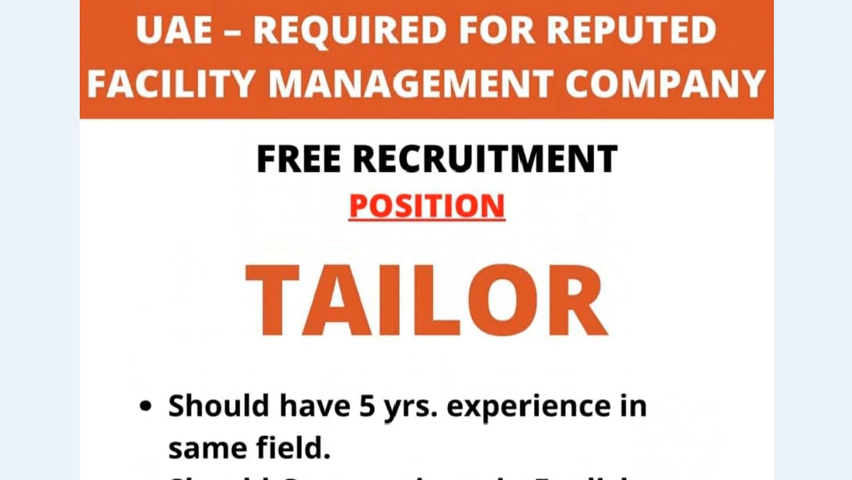 UAE – REQUIRED FOR REPUTED
FACILITY MANAGEMENT COMPANY
FREE RECRUITMENT
POSITION
TAILOR
• Should have 5 yrs. experience in
same field.